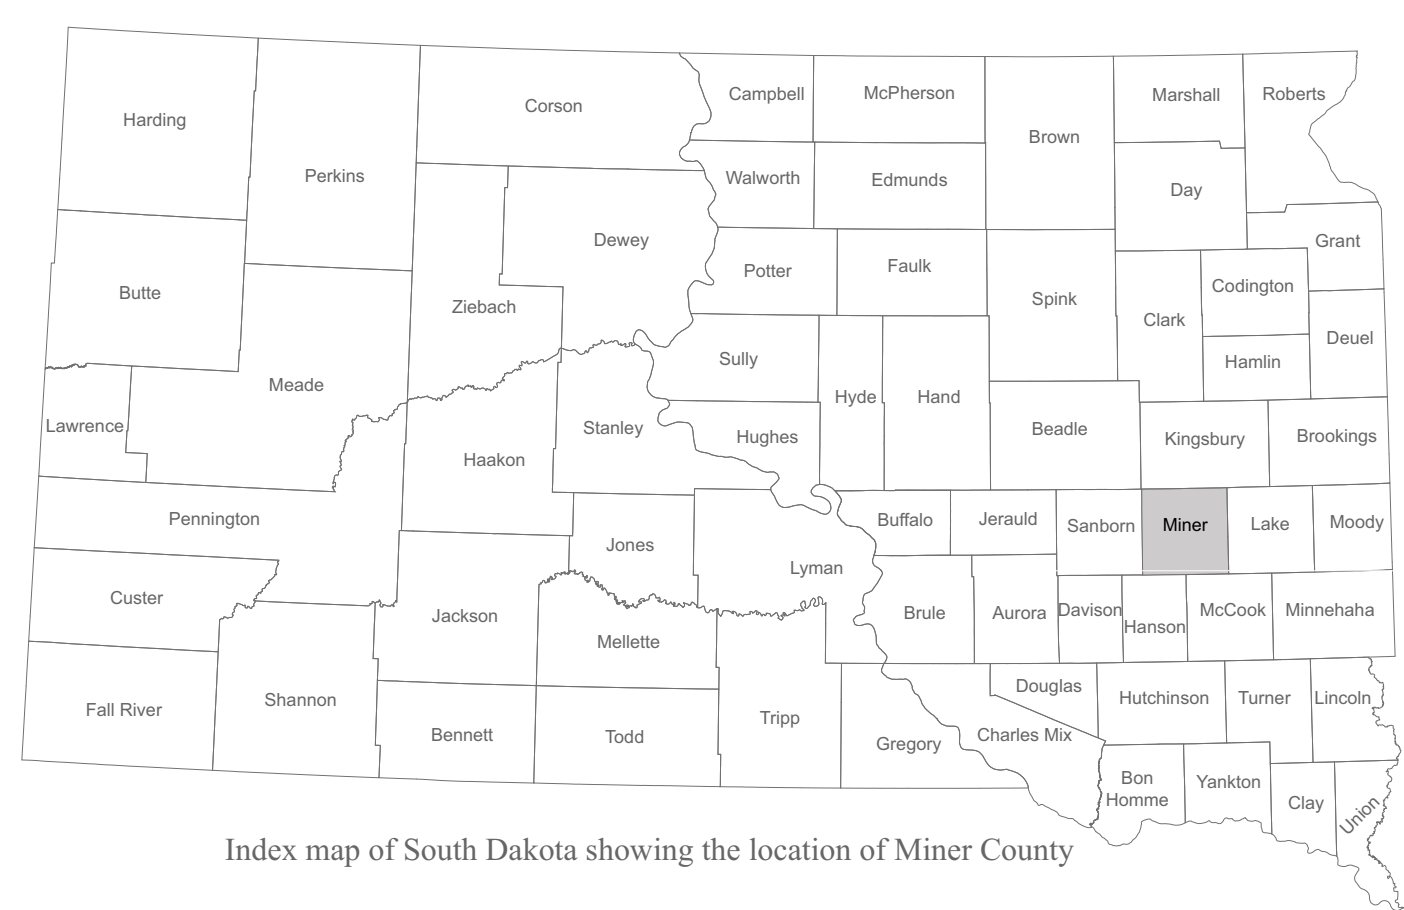 Campbell
McPherson
Marshall
Roberts
Corson
Harding
Brown
Perkins
Walworth
Edmunds
Day
Dewey
Grant
Potter
Faulk
Butte
Ziebach
Spink
Codington
Clark
Deuel
Meade
Sully
Hamlin
Hyde
Hand
Lawrence
Stanley
Hughes
Beadle
Kingsbury
Brookings
Haakon
Pennington
Buffalo
Jerauld
Sanborn
Miner
Lake
Moody
Jones
Lyman
Custer
Jackson
Brule
Aurora
Davison
Hanson
McCook
Minnehaha
Mellette
Fall River
Shannon
Douglas
Hutchinson
Turner
Lincoln
Bennett
Todd
Tripp
Gregory
Charles Mix
Bon
Homme
Yankton
Clay
Union
Index map of South Dakota showing the location of Miner County